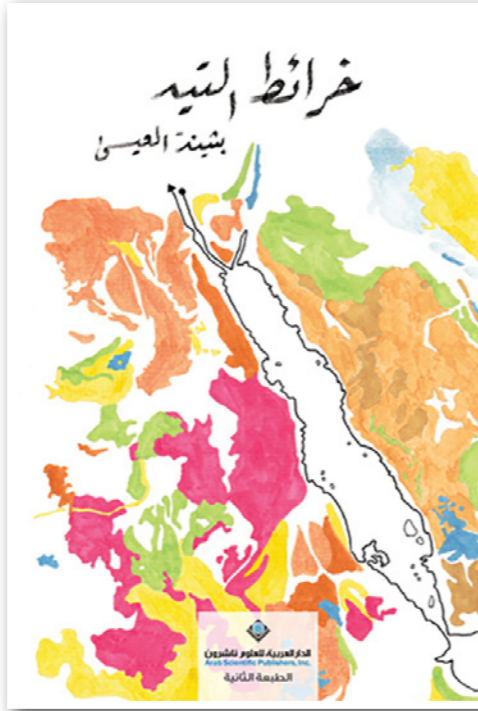 خرائط التيه
بثينة العيسى
الدار العربية للعلوم ناشرون
Arab Scientific Publishers, Inc.
الطبعة الثانية